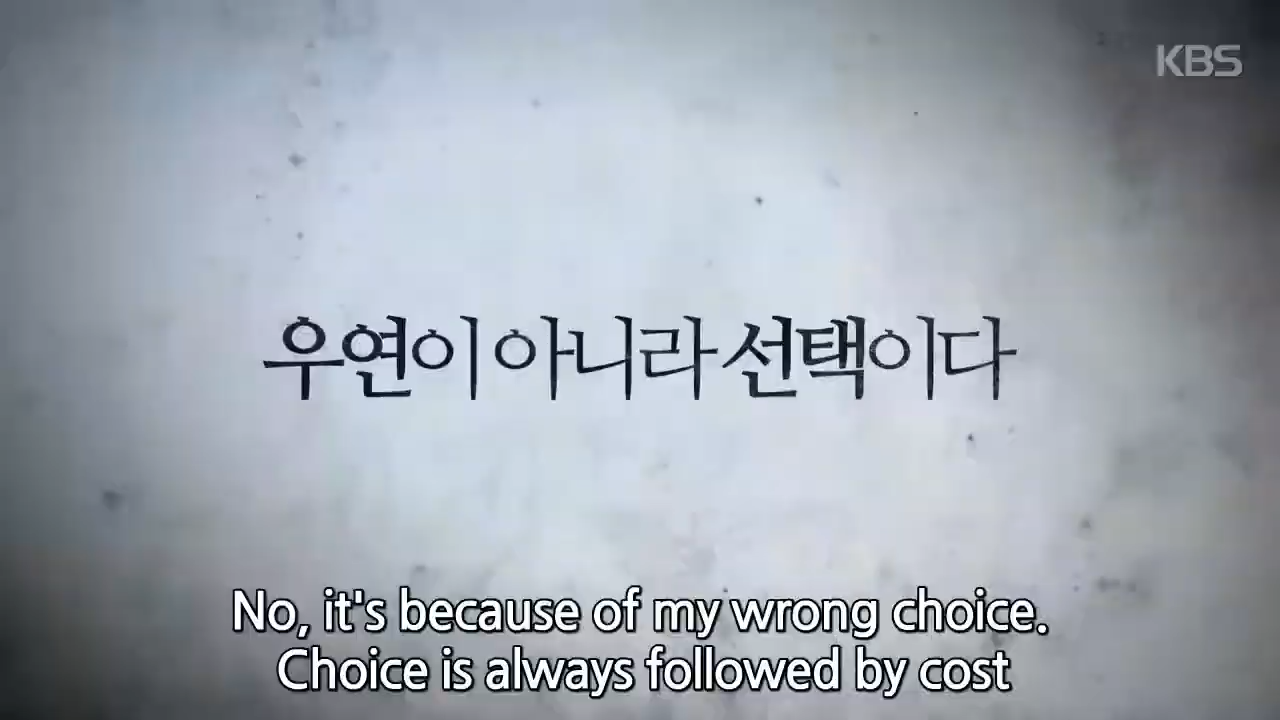 KBS
우연이 아니라 선택이다
No, it's because of my wrong choice.
Choice is always followed by cost